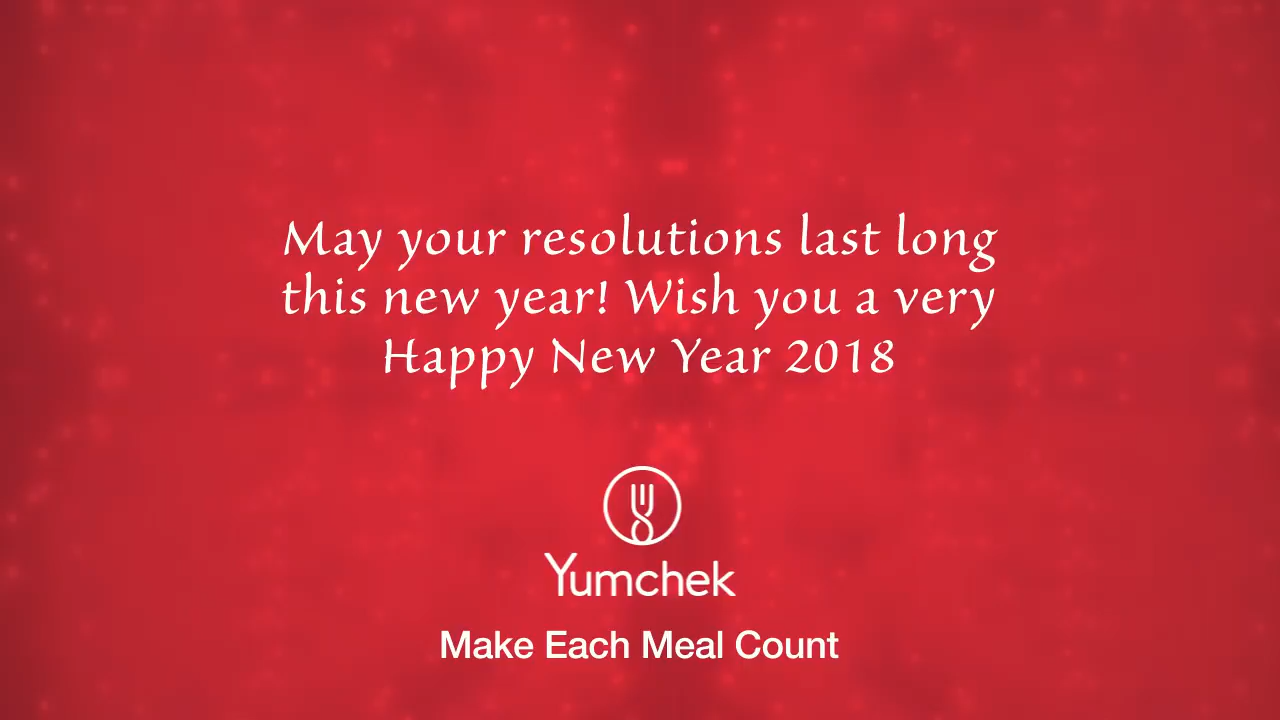 May your resolutions last long
this new year! Wish you a very
Happy New Year 2018
Yumchek
Make Each Meal Count